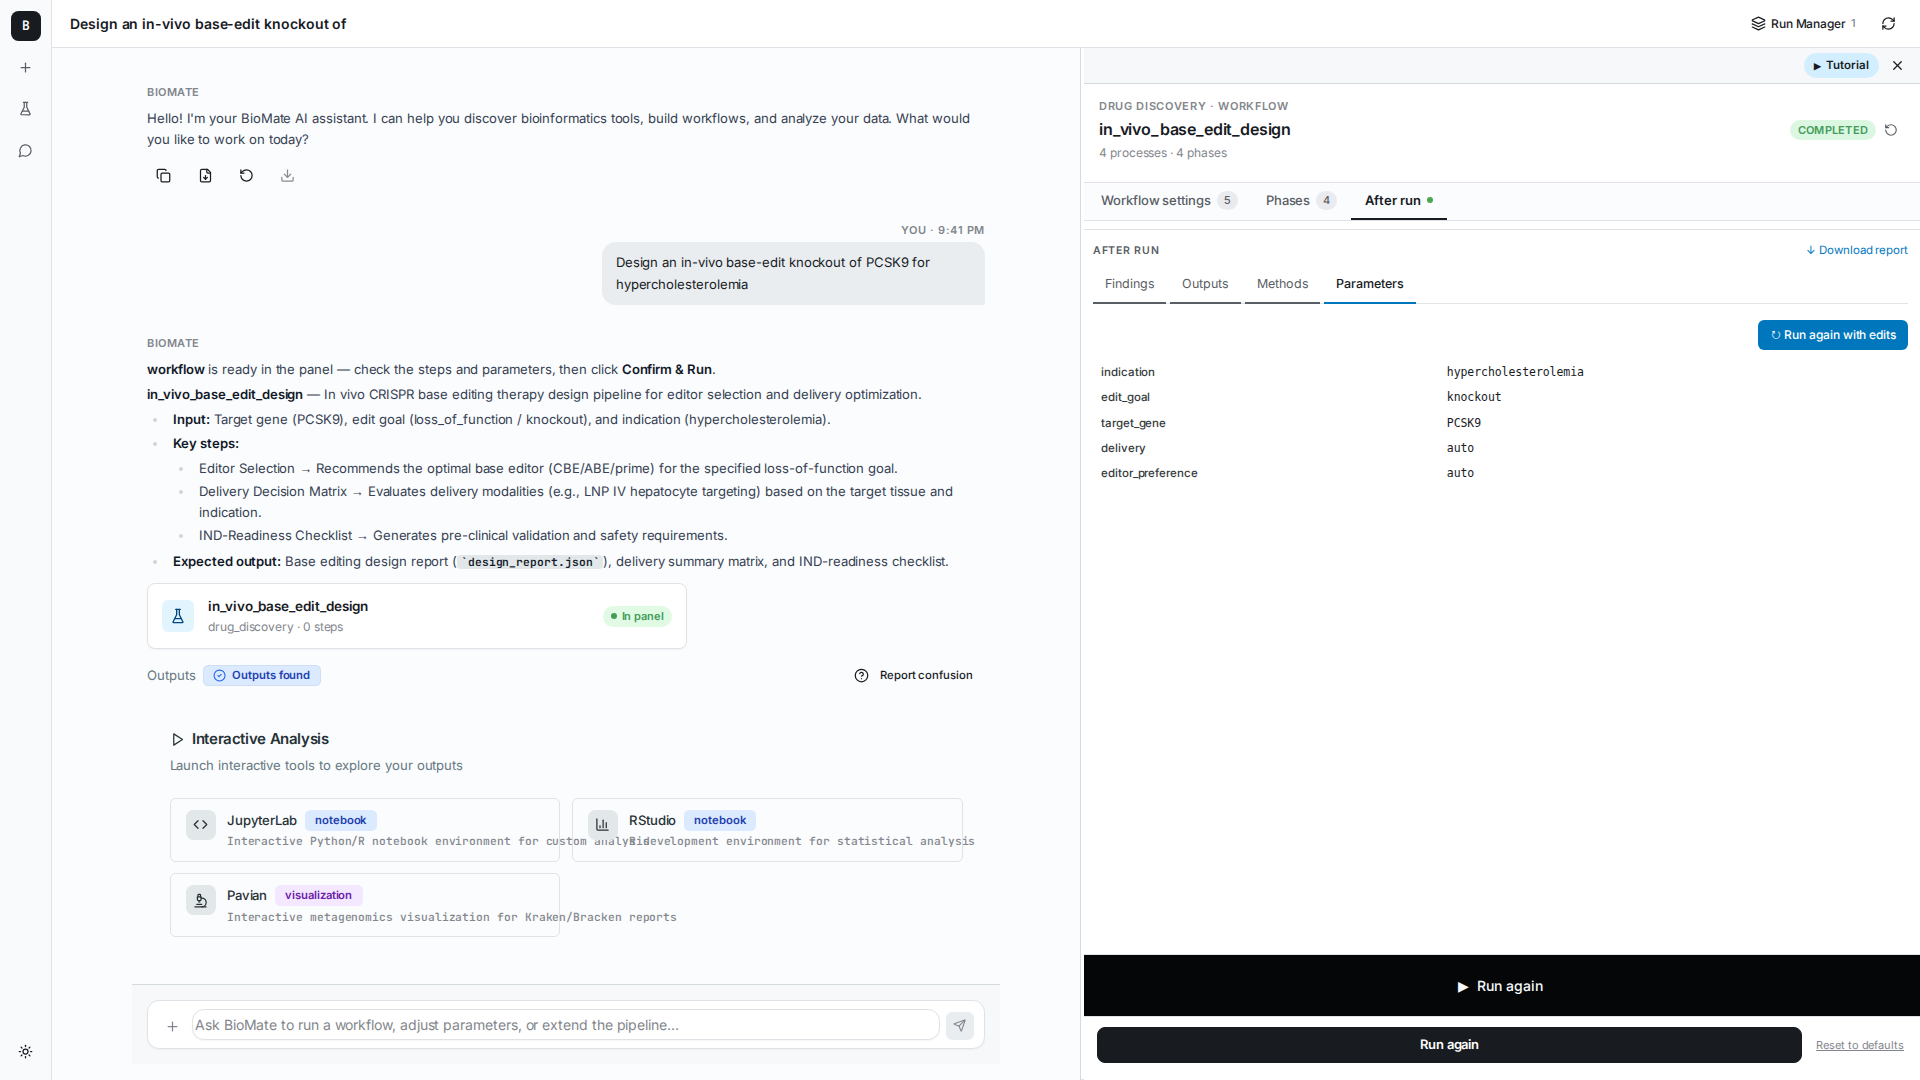 B
Design an in-vivo base-edit knockout of
Run Manager 1
BIOMATE
Hello! I'm your BioMate AI assistant. I can help you discover bioinformatics tools, build workflows, and analyze your data. What would
you like to work on today?
YOU · 9:41 PM
Design an in-vivo base-edit knockout of PCSK9 for
hypercholesterolemia
BIOMATE
workflow is ready in the panel — check the steps and parameters, then click Confirm & Run.
in_vivo_base_edit_design — In vivo CRISPR base editing therapy design pipeline for editor selection and delivery optimization.
Input: Target gene (PCSK9), edit goal (loss_of_function / knockout), and indication (hypercholesterolemia).
Key steps:
Editor Selection → Recommends the optimal base editor (CBE/ABE/prime) for the specified loss-of-function goal.
Delivery Decision Matrix → Evaluates delivery modalities (e.g., LNP IV hepatocyte targeting) based on the target tissue and
indication.
IND-Readiness Checklist → Generates pre-clinical validation and safety requirements.
Expected output: Base editing design report (`design_report.json`), delivery summary matrix, and IND-readiness checklist.
in_vivo_base_edit_design
drug_discovery · 0 steps
In panel
Outputs
Outputs found
Report confusion
Interactive Analysis
Launch interactive tools to explore your outputs
JupyterLab notebook
Interactive Python/R notebook environment for custom analysis
RStudio notebook
R development environment for statistical analysis
Pavian visualization
Interactive metagenomics visualization for Kraken/Bracken reports
Ask BioMate to run a workflow, adjust parameters, or extend the pipeline...
▶ Tutorial
DRUG DISCOVERY · WORKFLOW
in_vivo_base_edit_design
COMPLETED
4 processes · 4 phases
Workflow settings 5
Phases 4
After run
AFTER RUN
↓ Download report
Findings
Outputs
Methods
Parameters
↻ Run again with edits
indication hypercholesterolemia
edit_goal knockout
target_gene PCSK9
delivery auto
editor_preference auto
▶ Run again
Run again
Reset to defaults